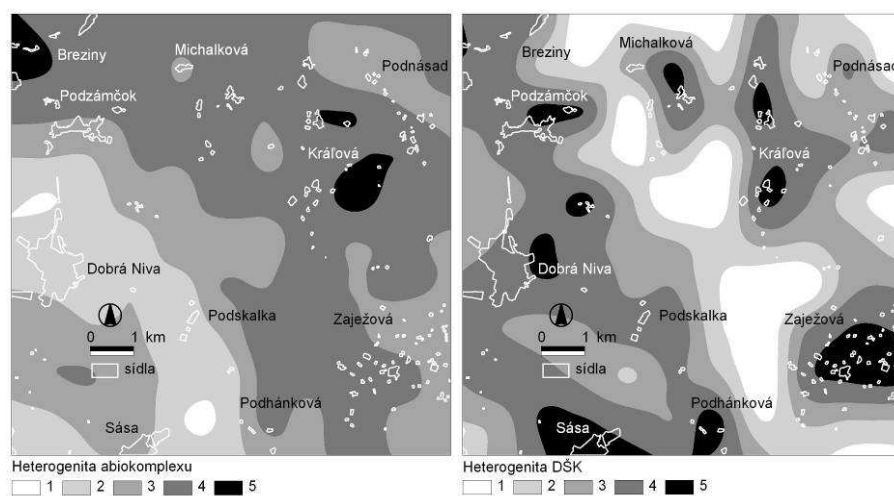 Breziny
Michalková
Podnásad
Podzámčok
Kráľová
Dobrá Niva
Podskalka
Zaježová
0 1 km
sídla
Podhánková
Sása
Heterogenita abiokomplexu
1 2 3 4 5
Breziny
Michalková
Podnásad
Podzámčok
Kráľová
Dobrá Niva
Podskalka
Zaježová
0 1 km
sídla
Podhánková
Sása
Heterogenita DŠK
1 2 3 4 5